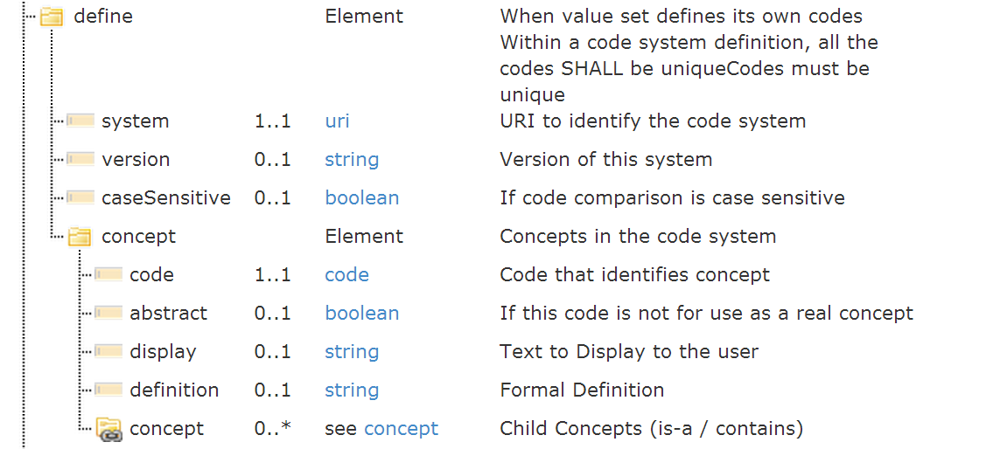 define Element When value set defines its own codes
Within a code system definition, all the
codes SHALL be uniqueCodes must be
unique
system 1..1 uri URI to identify the code system
version 0..1 string Version of this system
caseSensitive 0..1 boolean If code comparison is case sensitive
concept Element Concepts in the code system
code 1..1 code Code that identifies concept
abstract 0..1 boolean If this code is not for use as a real concept
display 0..1 string Text to Display to the user
definition 0..1 string Formal Definition
concept 0..* see concept Child Concepts (is-a / contains)